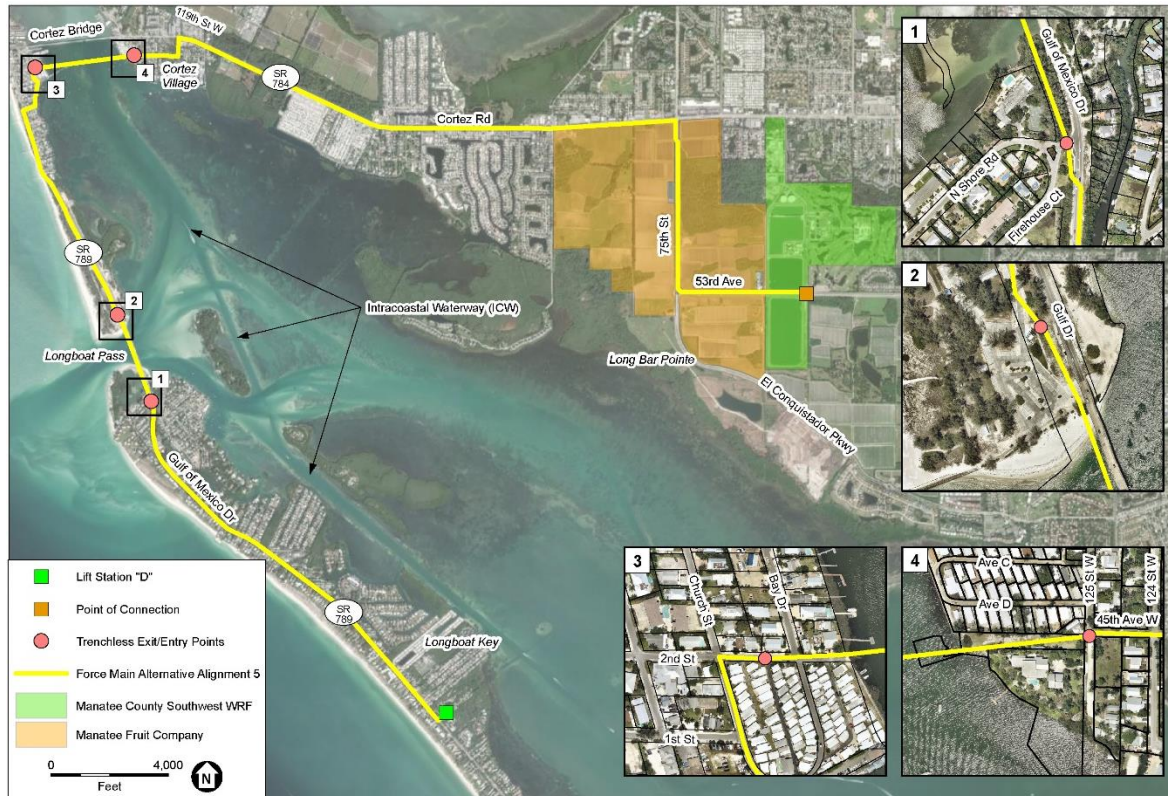 Cortez Bridge
119th St W
3
4
Cortez
Village
SR
784
Cortez Rd
75th St
53rd Ave
SR
789
2
Intracoastal Waterway (ICW)
Longboat Pass
1
Long Bar Pointe
El Conquistador Pkwy
Gulf of Mexico Dr
SR
789
Longboat Key
Lift Station "D"
Point of Connection
Trenchless Exit/Entry Points
Force Main Alternative Alignment 5
Manatee County Southwest WRF
Manatee Fruit Company
0 4,000
Feet
N
1
Gulf of Mexico Dr
N Shore Rd
Firehouse Ct
2
Gulf Dr
3
Church St
Bay Dr
2nd St
1st St
4
Ave C
Ave D
125 St W
124 St W
45th Ave W